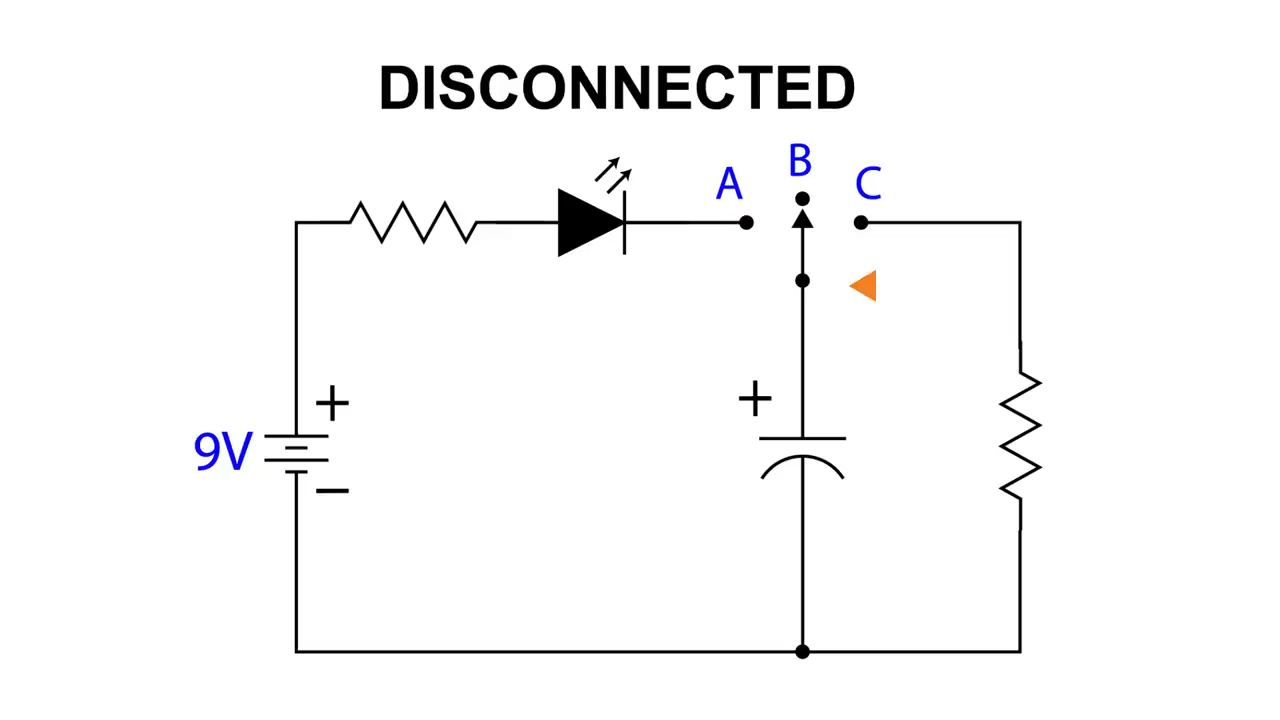 DISCONNECTED
A B C
+
9V
−
+